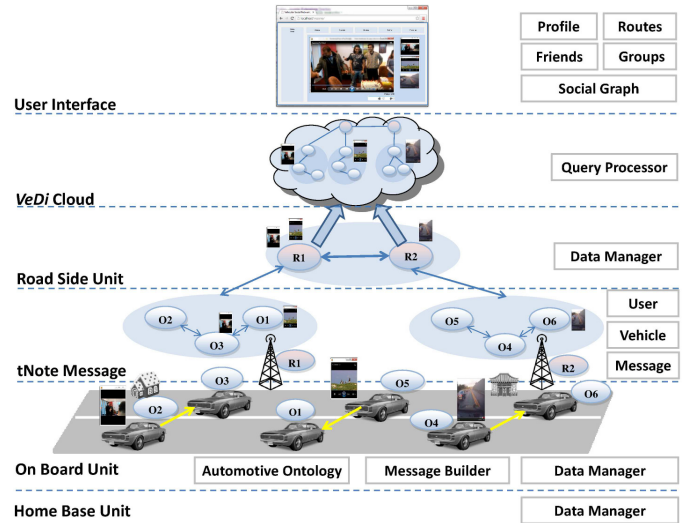 Profile
Routes
Friends
Groups
Social Graph
User Interface
Query Processor
VeDi Cloud
R1
R2
Data Manager
Road Side Unit
User
O2
O1
O3
O5
O6
O4
Vehicle
tNote Message
R1
R2
Message
O3
O5
O6
O2
O1
O4
On Board Unit
Automotive Ontology
Message Builder
Data Manager
Home Base Unit
Data Manager